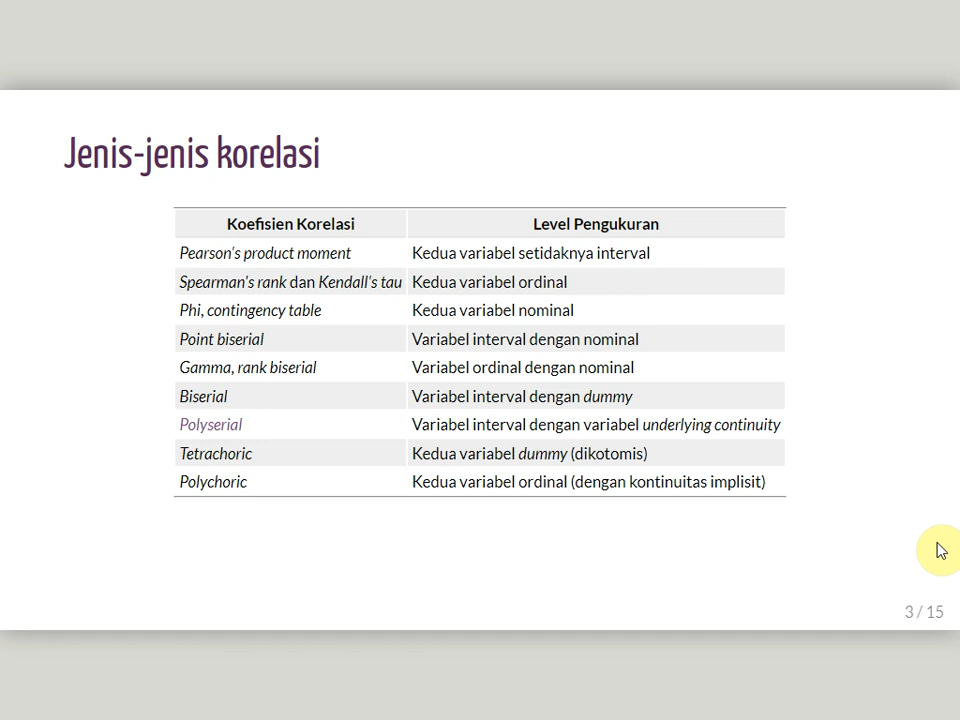 Jenis-jenis korelasi
Koefisien Korelasi Level Pengukuran
Pearson's product moment Kedua variabel setidaknya interval
Spearman's rank dan Kendall's tau Kedua variabel ordinal
Phi, contingency table Kedua variabel nominal
Point biserial Variabel interval dengan nominal
Gamma, rank biserial Variabel ordinal dengan nominal
Biserial Variabel interval dengan dummy
Polyserial Variabel interval dengan variabel underlying continuity
Tetrachoric Kedua variabel dummy (dikotomis)
Polychoric Kedua variabel ordinal (dengan kontinuitas implisit)
3 / 15